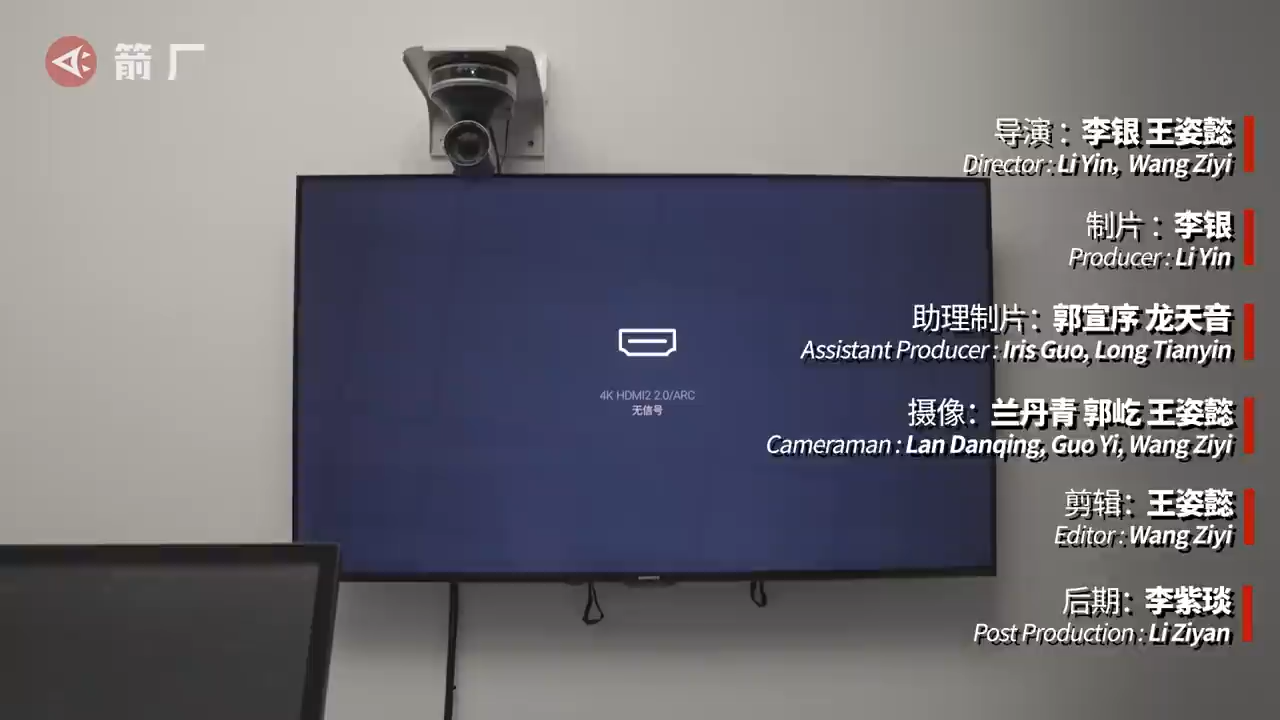 箭厂
导演：李银 王姿懿
Director : Li Yin, Wang Ziyi
制片：李银
Producer : Li Yin
助理制片：郭宣序 龙天音
Assistant Producer : Iris Guo, Long Tianyin
4K HDMI2 2.0/ARC
无信号
摄像：兰丹青 郭屹 王姿懿
Cameraman : Lan Danqing, Guo Yi, Wang Ziyi
剪辑：王姿懿
Editor : Wang Ziyi
后期：李紫琰
Post Production : Li Ziyan